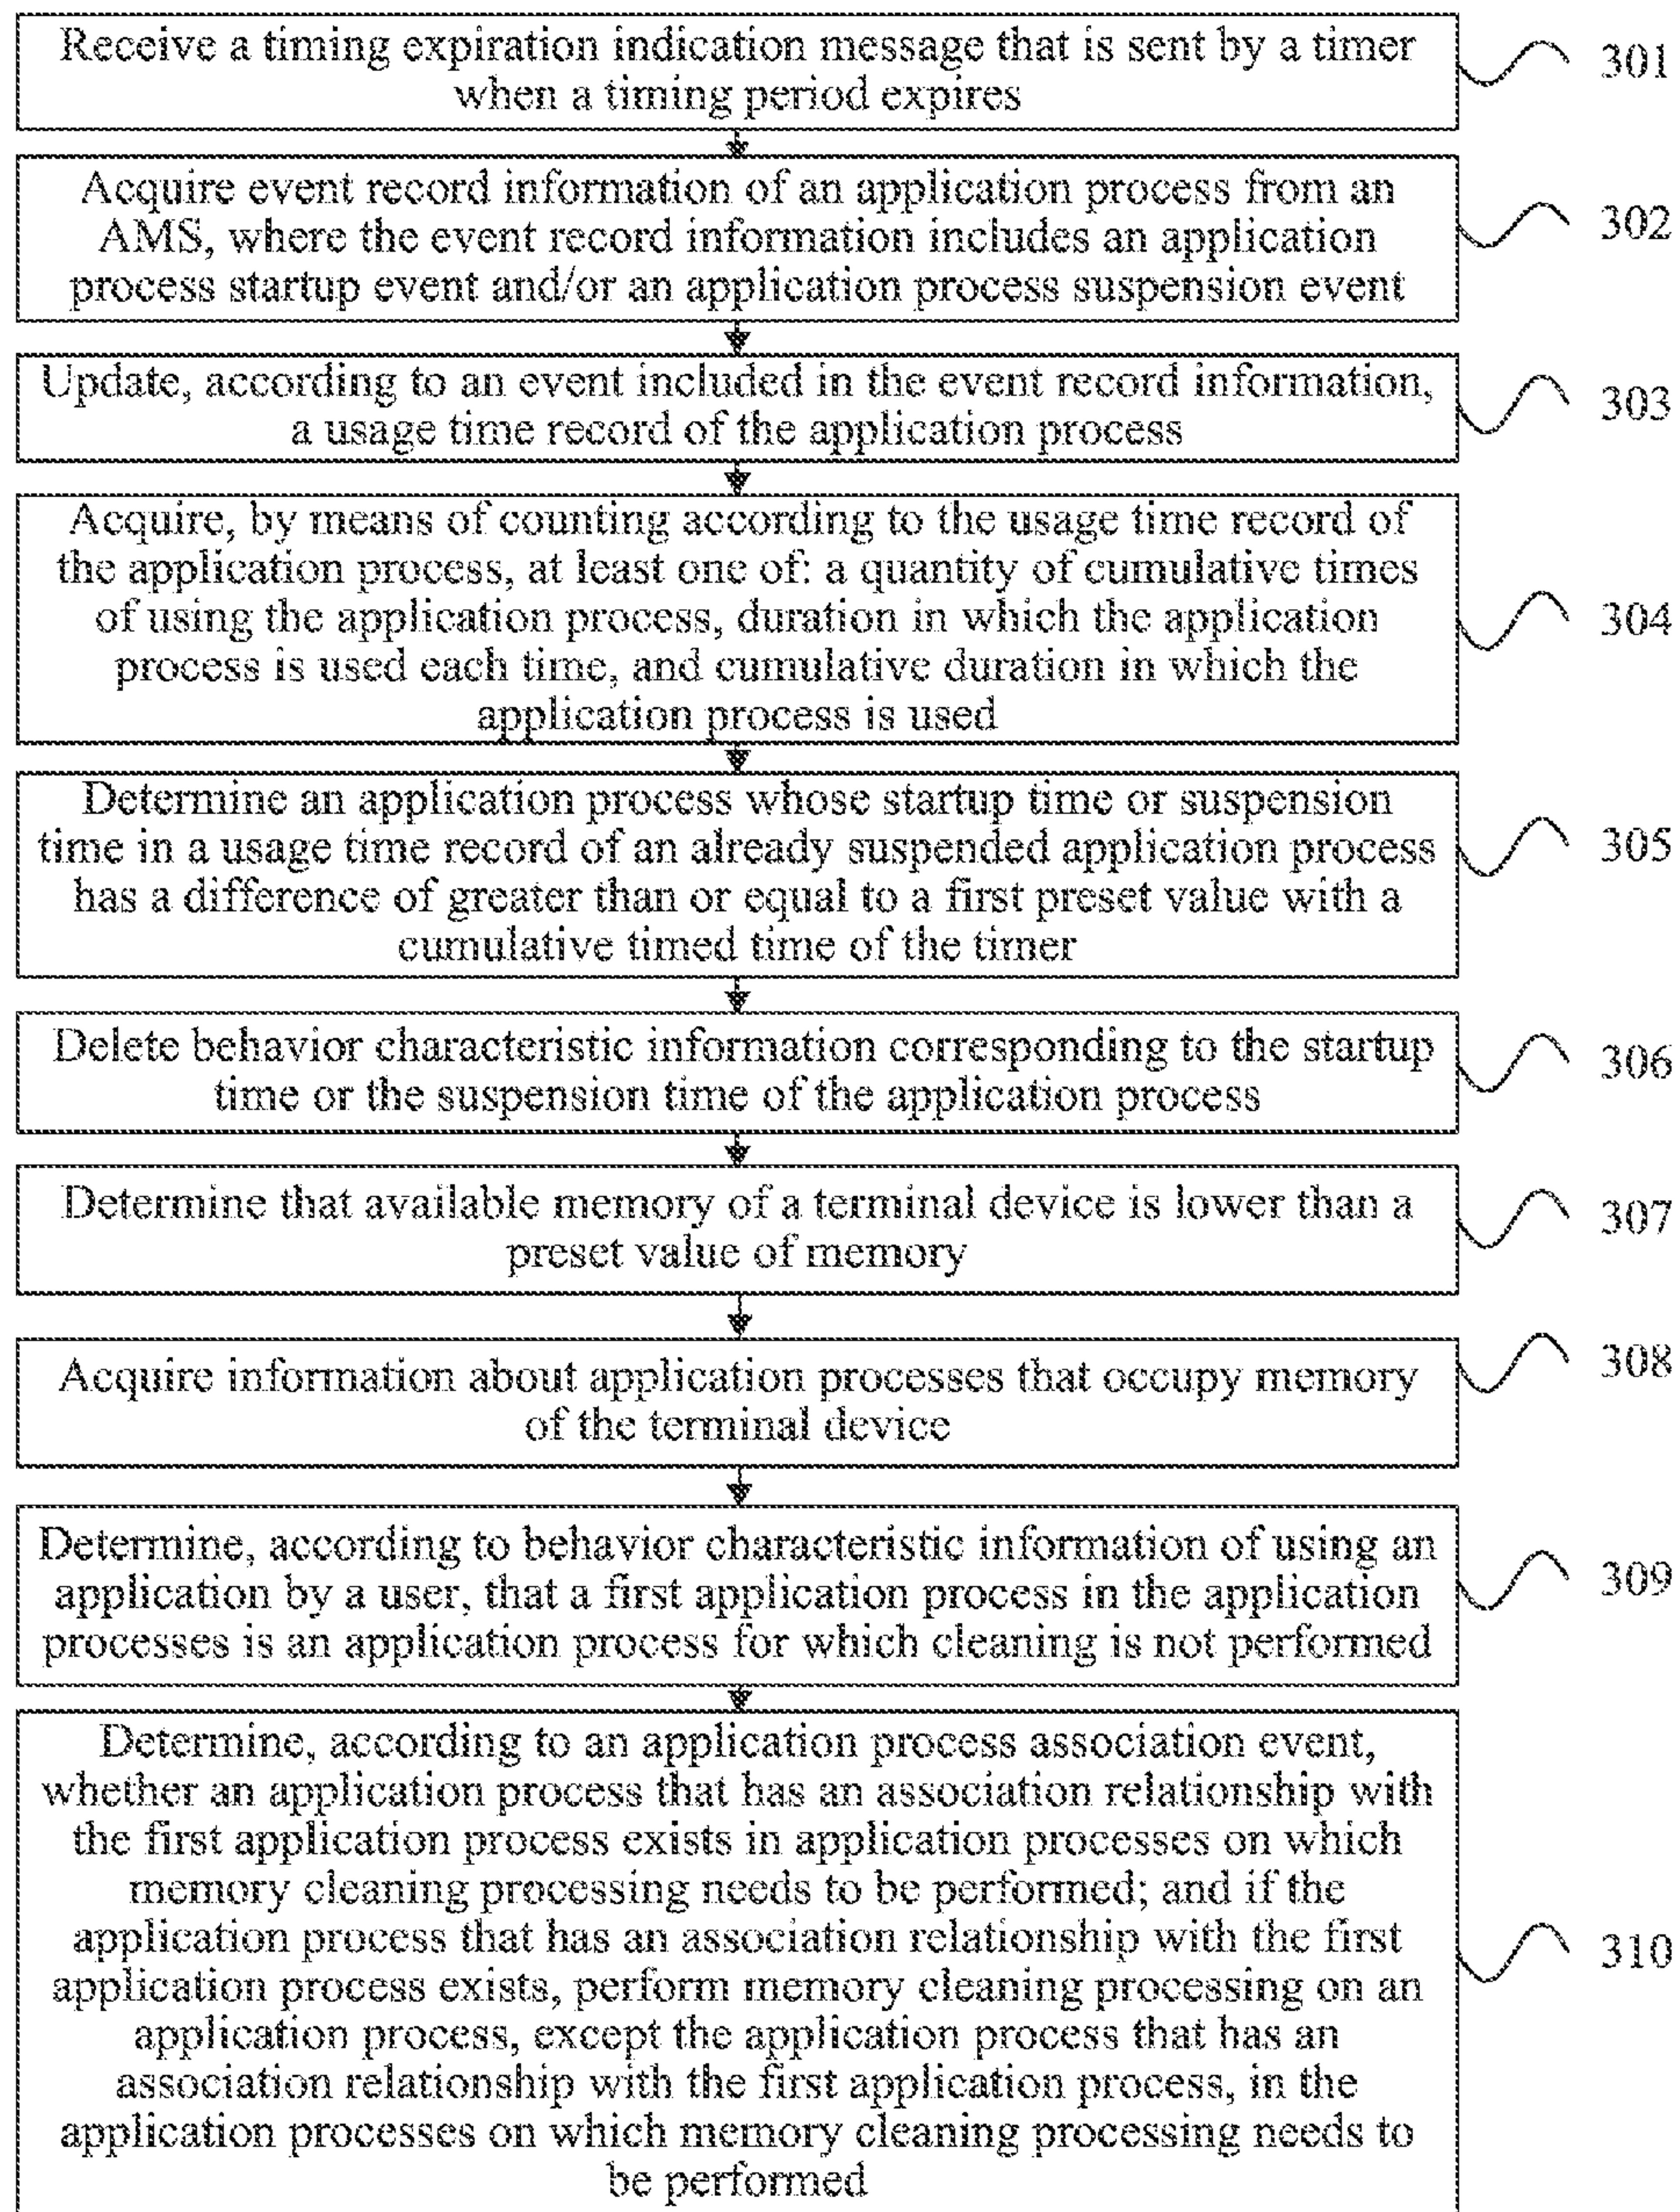 Receive a timing expiration indication message that is sent by a timer
when a timing period expires
301
Acquire event record information of an application process from an
AMS, where the event record information includes an application
process startup event and/or an application process suspension event
302
Update, according to an event included in the event record information,
a usage time record of the application process
303
Acquire, by means of counting according to the usage time record of
the application process, at least one of: a quantity of cumulative times
of using the application process, duration in which the application
process is used each time, and cumulative duration in which the
application process is used
304
Determine an application process whose startup time or suspension
time in a usage time record of an already suspended application process
has a difference of greater than or equal to a first preset value with a
cumulative timed time of the timer
305
Delete behavior characteristic information corresponding to the startup
time or the suspension time of the application process
306
Determine that available memory of a terminal device is lower than a
preset value of memory
307
Acquire information about application processes that occupy memory
of the terminal device
308
Determine, according to behavior characteristic information of using an
application by a user, that a first application process in the application
processes is an application process for which cleaning is not performed
309
Determine, according to an application process association event,
whether an application process that has an association relationship with
the first application process exists in application processes on which
memory cleaning processing needs to be performed; and if the
application process that has an association relationship with the first
application process exists, perform memory cleaning processing on an
application process, except the application process that has an
association relationship with the first application process, in the
application processes on which memory cleaning processing needs to
be performed
310